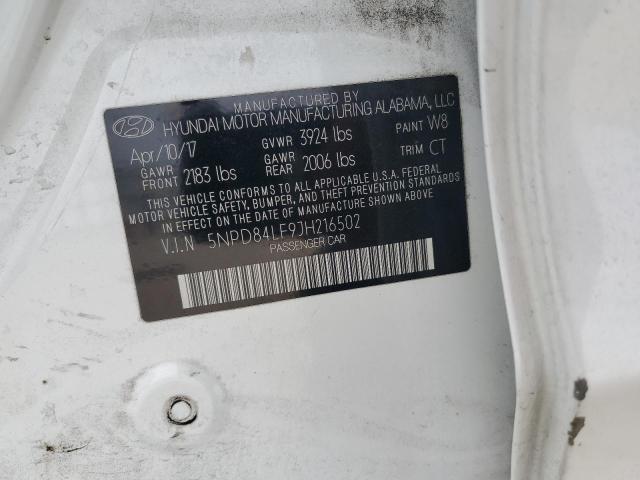 MANUFACTURED BY
HYUNDAI MOTOR MANUFACTURING ALABAMA, LLC
Apr/10/17 GVWR 3924 lbs PAINT W8
GAWR FRONT 2183 lbs GAWR REAR 2006 lbs TRIM CT
THIS VEHICLE CONFORMS TO ALL APPLICABLE U.S.A. FEDERAL
MOTOR VEHICLE SAFETY, BUMPER, AND THEFT PREVENTION STANDARDS
IN EFFECT ON THE DATE OF MANUFACTURE SHOWN ABOVE.
V.I.N 5NPD84LF9JH216502
PASSENGER CAR